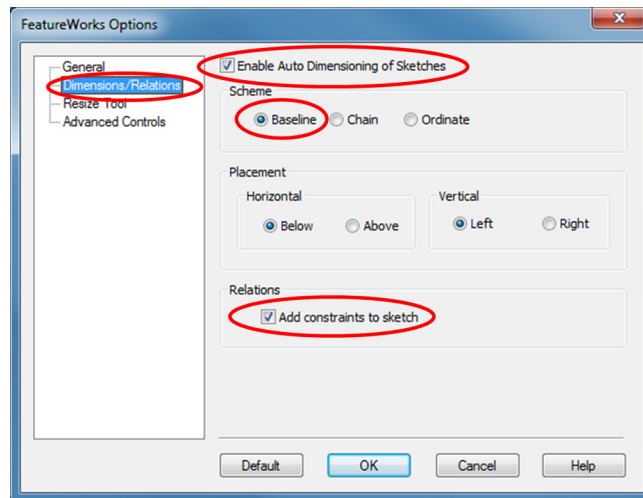 FeatureWorks Options
General
Dimensions/Relations
Resize Tool
Advanced Controls
Enable Auto Dimensioning of Sketches
Scheme
Baseline Chain Ordinate
Placement
Horizontal Vertical
Below Above Left Right
Relations
Add constraints to sketch
Default OK Cancel Help